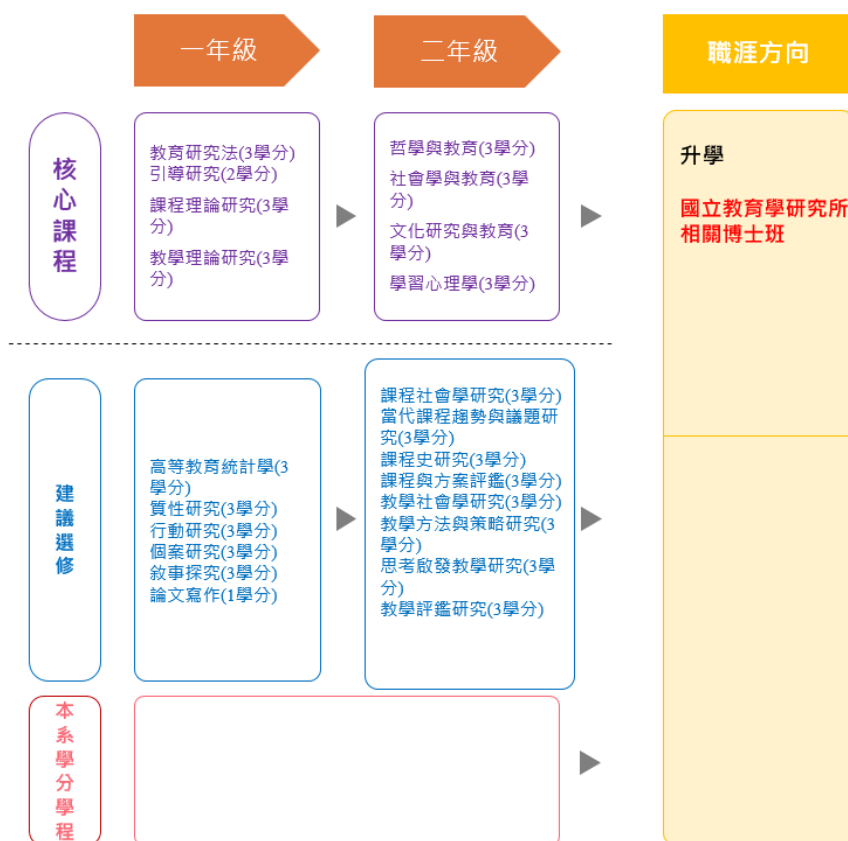 一年級
二年級
職涯方向
核
心
課
程
教育研究法(3學分)
引導研究(2學分)
課程理論研究(3學
分)
教學理論研究(3學
分)
哲學與教育(3學分)
社會學與教育(3學
分)
文化研究與教育(3
學分)
學習心理學(3學分)
升學
國立教育學研究所
相關博士班
建
議
選
修
高等教育統計學(3
學分)
質性研究(3學分)
行動研究(3學分)
個案研究(3學分)
敘事探究(3學分)
論文寫作(1學分)
課程社會學研究(3學分)
當代課程趨勢與議題研
究(3學分)
課程史研究(3學分)
課程與方案評鑑(3學分)
教學社會學研究(3學分)
教學方法與策略研究(3
學分)
思考啟發教學研究(3學
分)
教學評鑑研究(3學分)
本
系
學
分
學
程